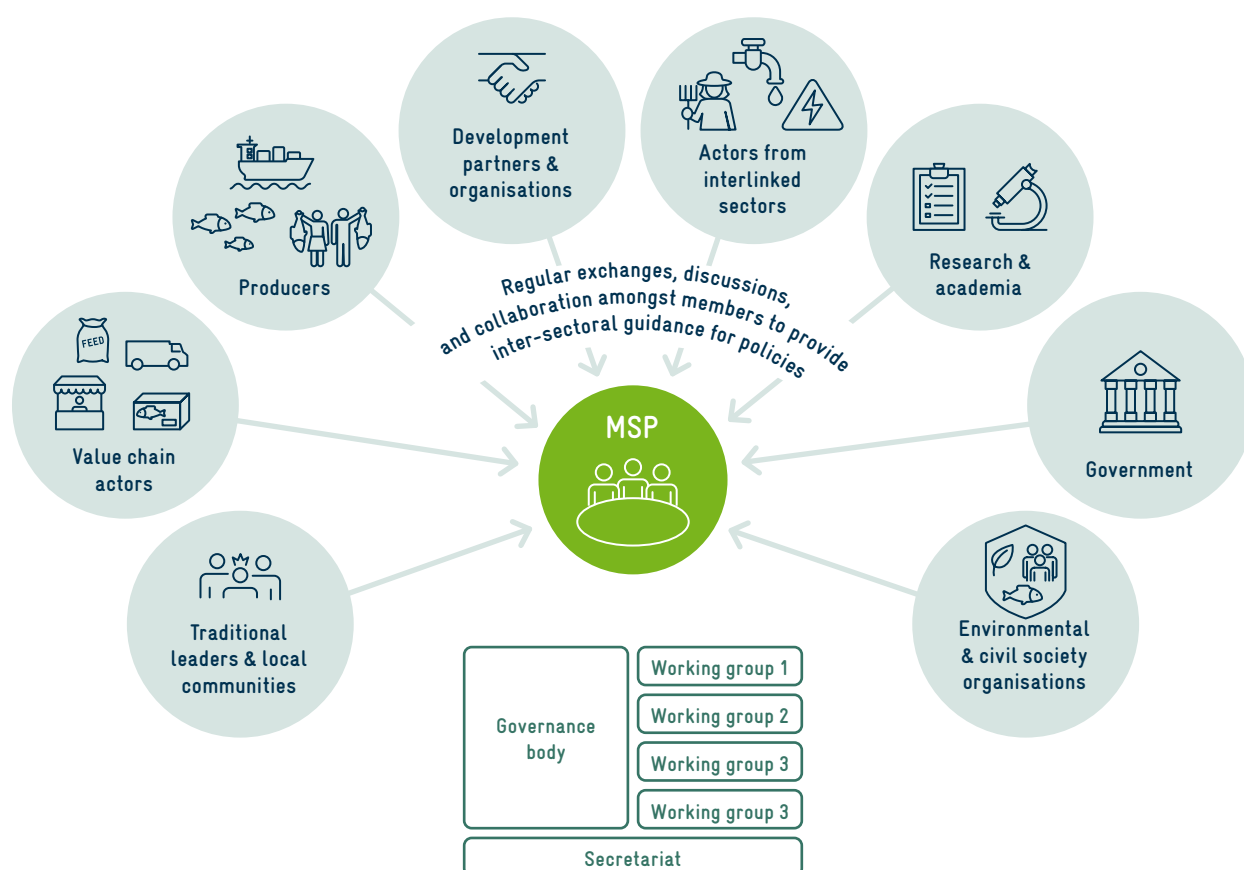 Development
partners &
organisations
Actors from
interlinked
sectors
Producers
Research &
academia
Regular exchanges, discussions,
and collaboration amongst members to provide
inter-sectoral guidance for policies
FEED
Value chain
actors
MSP
Government
Traditional
leaders & local
communities
Environmental
& civil society
organisations
Governance
body
Working group 1
Working group 2
Working group 3
Working group 3
Secretariat